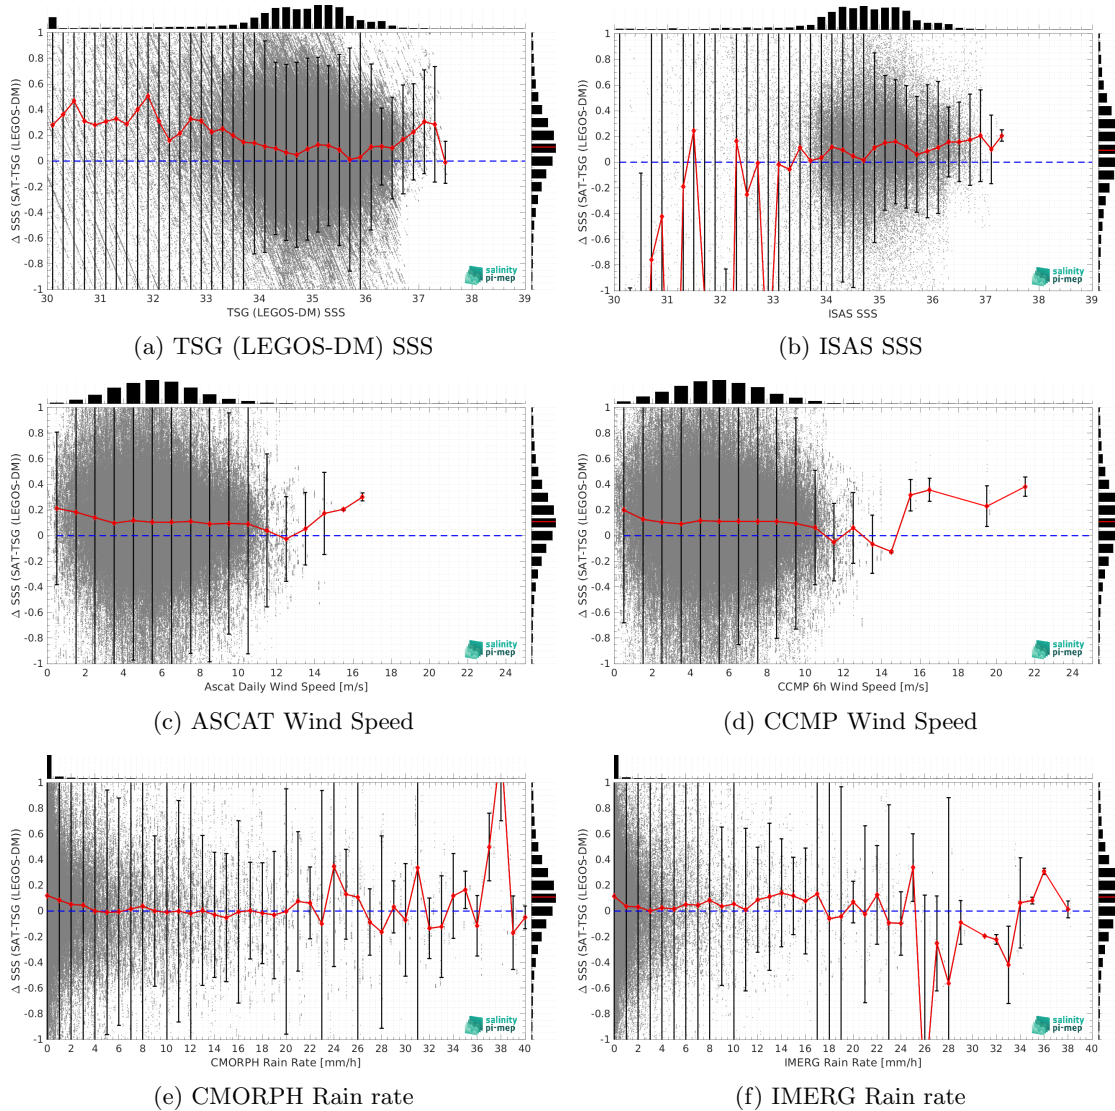 Δ SSS (SAT-TSG (LEGOS-DM))
1
0.8
0.6
0.4
0.2
0
-0.2
-0.4
-0.6
-0.8
-1
30 31 32 33 34 35 36 37 38 39
TSG (LEGOS-DM) SSS
salinity
pi-mep
(a) TSG (LEGOS-DM) SSS
Δ SSS (SAT-TSG (LEGOS-DM))
1
0.8
0.6
0.4
0.2
0
-0.2
-0.4
-0.6
-0.8
-1
30 31 32 33 34 35 36 37 38 39
ISAS SSS
salinity
pi-mep
(b) ISAS SSS
Δ SSS (SAT-TSG (LEGOS-DM))
1
0.8
0.6
0.4
0.2
0
-0.2
-0.4
-0.6
-0.8
-1
0 2 4 6 8 10 12 14 16 18 20 22 24
Ascat Daily Wind Speed [m/s]
salinity
pi-mep
(c) ASCAT Wind Speed
Δ SSS (SAT-TSG (LEGOS-DM))
1
0.8
0.6
0.4
0.2
0
-0.2
-0.4
-0.6
-0.8
-1
0 2 4 6 8 10 12 14 16 18 20 22 24
CCMP 6h Wind Speed [m/s]
salinity
pi-mep
(d) CCMP Wind Speed
Δ SSS (SAT-TSG (LEGOS-DM))
1
0.8
0.6
0.4
0.2
0
-0.2
-0.4
-0.6
-0.8
-1
0 2 4 6 8 10 12 14 16 18 20 22 24 26 28 30 32 34 36 38 40
CMORPH Rain Rate [mm/h]
salinity
pi-mep
(e) CMORPH Rain rate
Δ SSS (SAT-TSG (LEGOS-DM))
1
0.8
0.6
0.4
0.2
0
-0.2
-0.4
-0.6
-0.8
-1
0 2 4 6 8 10 12 14 16 18 20 22 24 26 28 30 32 34 36 38 40
IMERG Rain Rate [mm/h]
salinity
pi-mep
(f) IMERG Rain rate